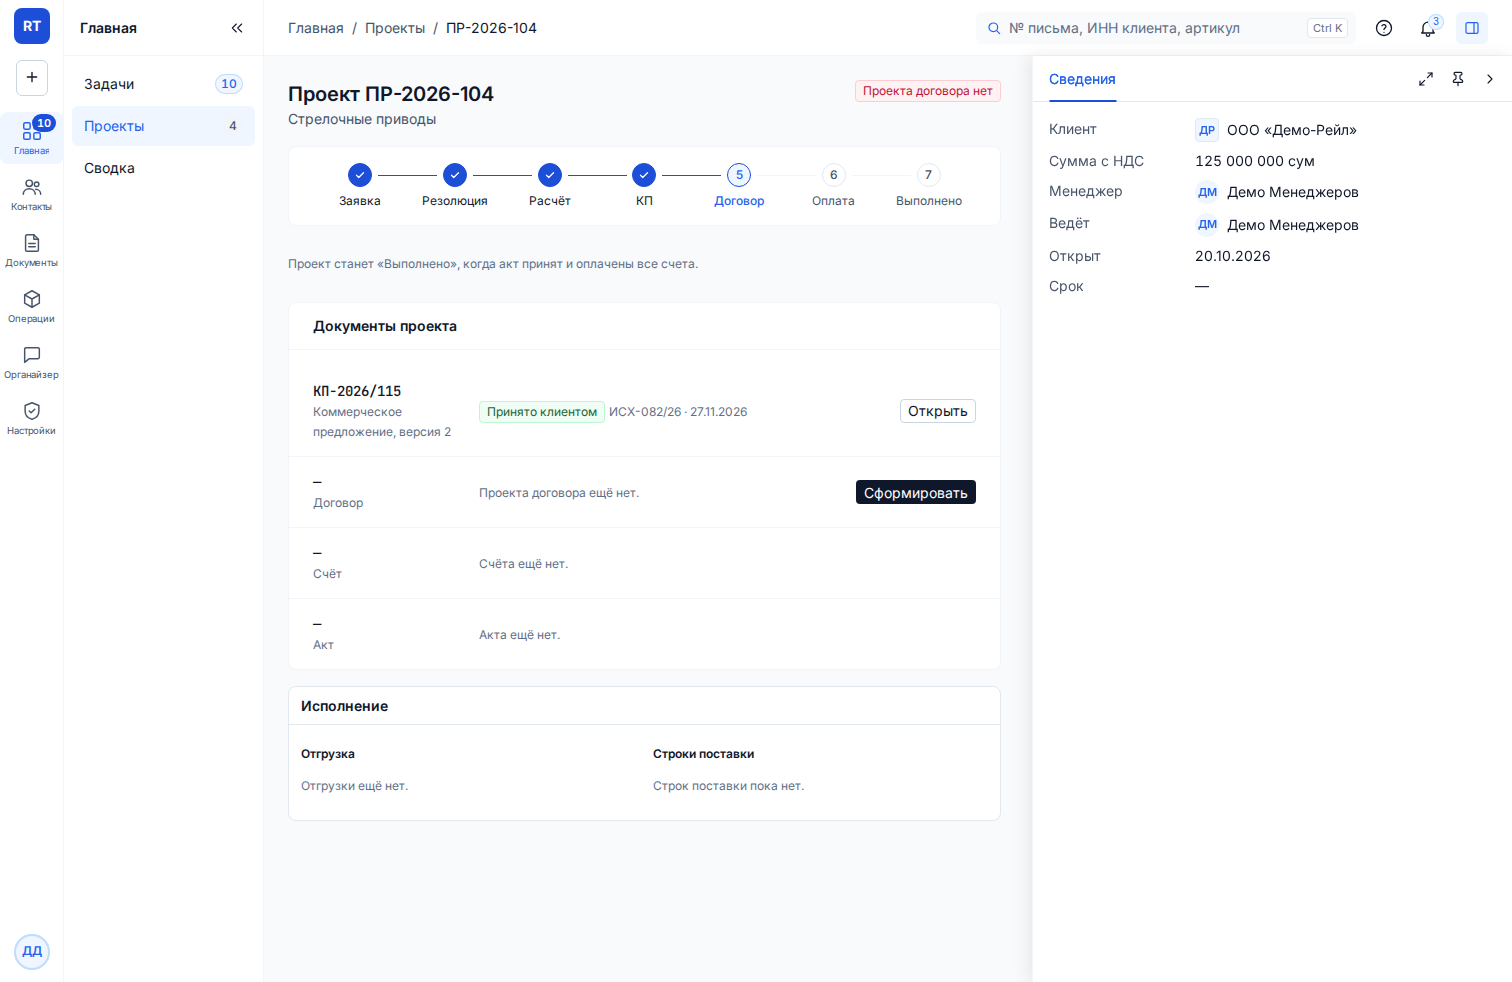 RT
Главная
Главная / Проекты / ПР-2026-104
№ письма, ИНН клиента, артикул
Ctrl K
3
+
10
Главная
Контакты
Документы
Операции
Органайзер
Настройки
ДД
Задачи
10
Проекты
4
Сводка
Проект ПР-2026-104
Проекта договора нет
Стрелочные приводы
5
6
7
Заявка
Резолюция
Расчёт
КП
Договор
Оплата
Выполнено
Проект станет «Выполнено», когда акт принят и оплачены все счета.
Документы проекта
КП-2026/115
Коммерческое
предложение, версия 2
Принято клиентом ИСХ-082/26 · 27.11.2026
Открыть
—
Договор
Проекта договора ещё нет.
Сформировать
—
Счёт
Счёта ещё нет.
—
Акт
Акта ещё нет.
Исполнение
Отгрузка
Отгрузки ещё нет.
Строки поставки
Строк поставки пока нет.
Сведения
Клиент
ДР ООО «Демо-Рейл»
Сумма с НДС
125 000 000 сум
Менеджер
ДМ Демо Менеджеров
Ведёт
ДМ Демо Менеджеров
Открыт
20.10.2026
Срок
—